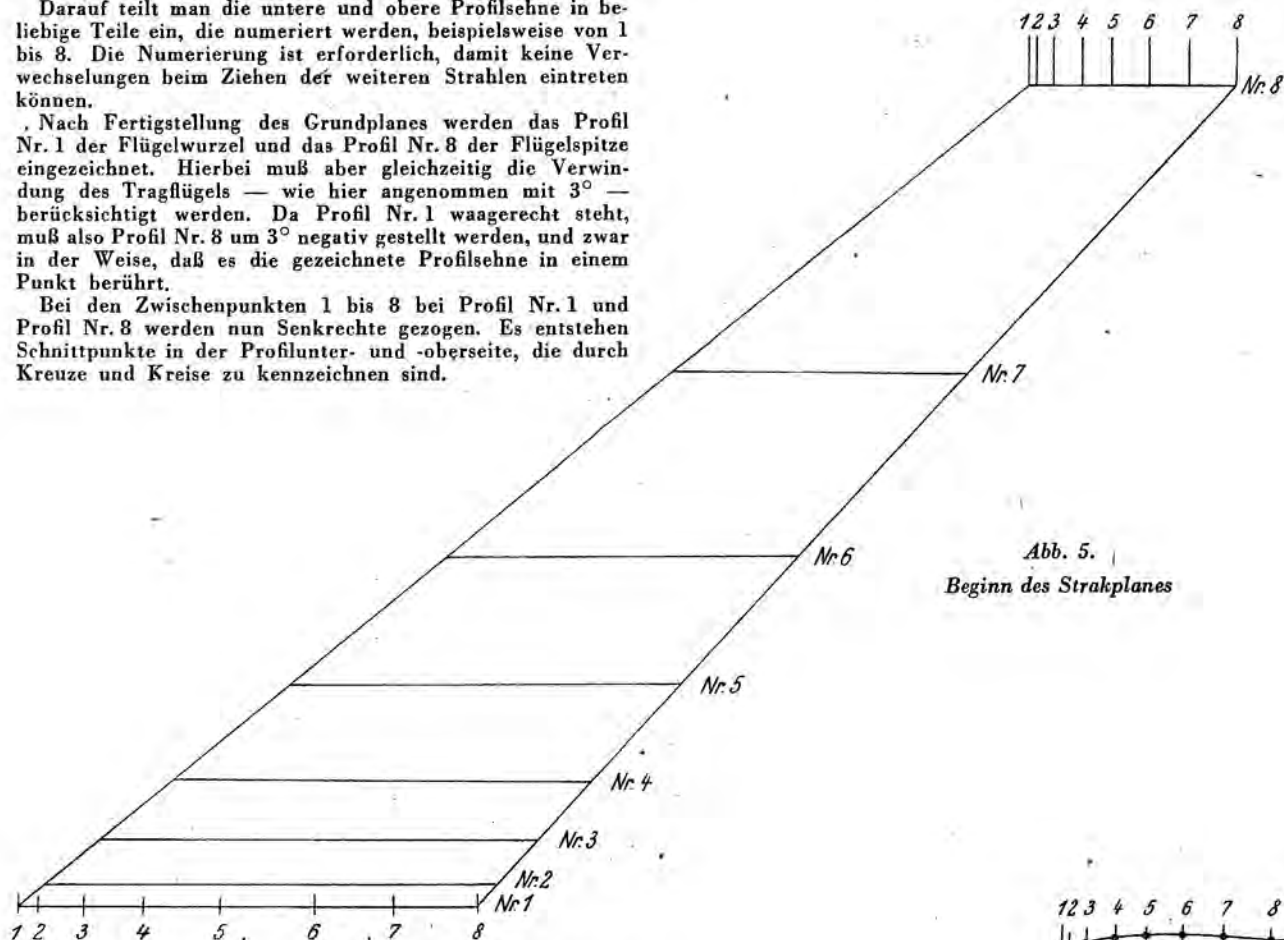 Darauf teilt man die untere und obere Profilsehne in be-
liebige Teile ein, die numeriert werden, beispielsweise von 1
bis 8. Die Numerierung ist erforderlich, damit keine Ver-
wechselungen beim Ziehen der weiteren Strahlen eintreten
können.
Nach Fertigstellung des Grundplanes werden das Profil
Nr. 1 der Flügelwurzel und das Profil Nr. 8 der Flügelspitze
eingezeichnet. Hierbei muß aber gleichzeitig die Verwin-
dung des Tragflügels — wie hier angenommen mit 3° —
berücksichtigt werden. Da Profil Nr. 1 waagerecht steht,
muß also Profil Nr. 8 um 3° negativ gestellt werden, und zwar
in der Weise, daß es die gezeichnete Profilsehne in einem
Punkt berührt.
Bei den Zwischenpunkten 1 bis 8 bei Profil Nr. 1 und
Profil Nr. 8 werden nun Senkrechte gezogen. Es entstehen
Schnittpunkte in der Profilunter- und -oberseite, die durch
Kreuze und Kreise zu kennzeichnen sind.
1 2 3 4 5 6 7 8
Nr. 8
Nr. 7
Nr. 6
Nr. 5
Nr. 4
Nr. 3
Nr. 2
Nr. 1
1 2 3 4 5 6 7 8
Abb. 5.
Beginn des Strakplanes
1 2 3 4 5 6 7 8